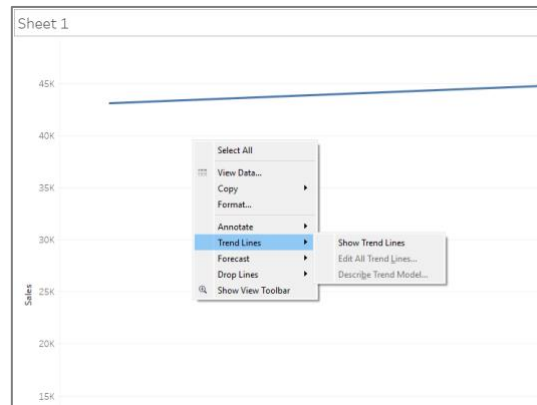 Sheet 1
45K
40K
35K
30K
25K
20K
15K
Sales
Select All
View Data...
Copy
Format...
Annotate
Trend Lines
Forecast
Drop Lines
Show View Toolbar
Show Trend Lines
Edit All Trend Lines...
Describe Trend Model...